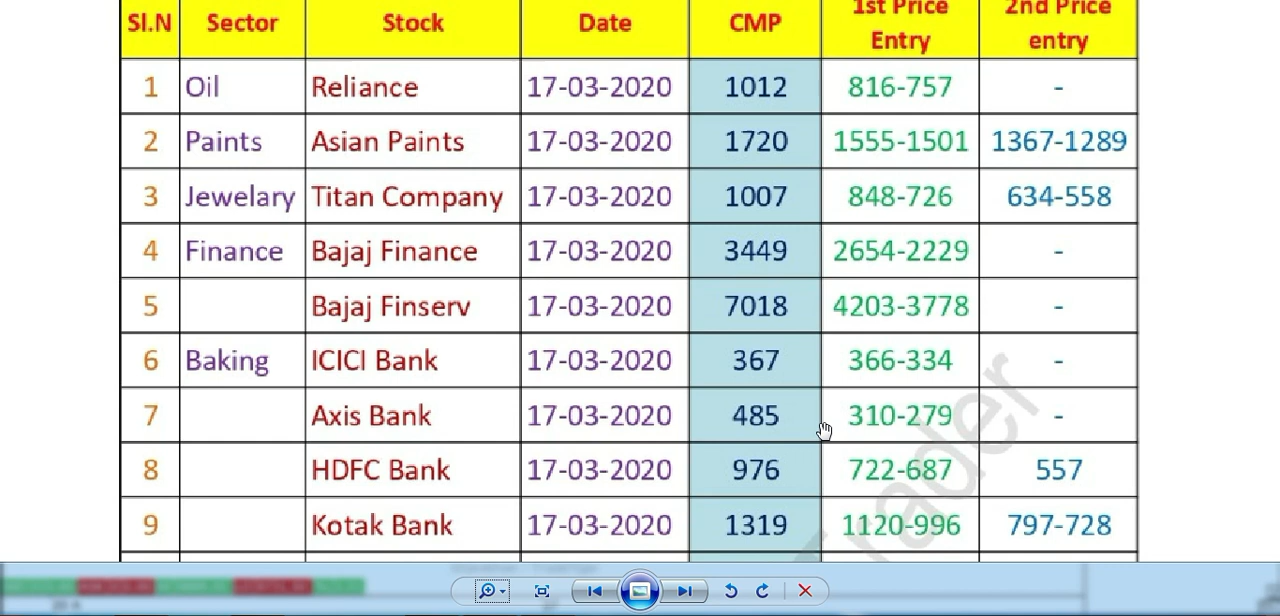 Sl.N Sector Stock Date CMP 1st Price Entry 2nd Price entry
1 Oil Reliance 17-03-2020 1012 816-757 -
2 Paints Asian Paints 17-03-2020 1720 1555-1501 1367-1289
3 Jewelary Titan Company 17-03-2020 1007 848-726 634-558
4 Finance Bajaj Finance 17-03-2020 3449 2654-2229 -
5 Bajaj Finserv 17-03-2020 7018 4203-3778 -
6 Baking ICICI Bank 17-03-2020 367 366-334 -
7 Axis Bank 17-03-2020 485 310-279 -
8 HDFC Bank 17-03-2020 976 722-687 557
9 Kotak Bank 17-03-2020 1319 1120-996 797-728
Trader